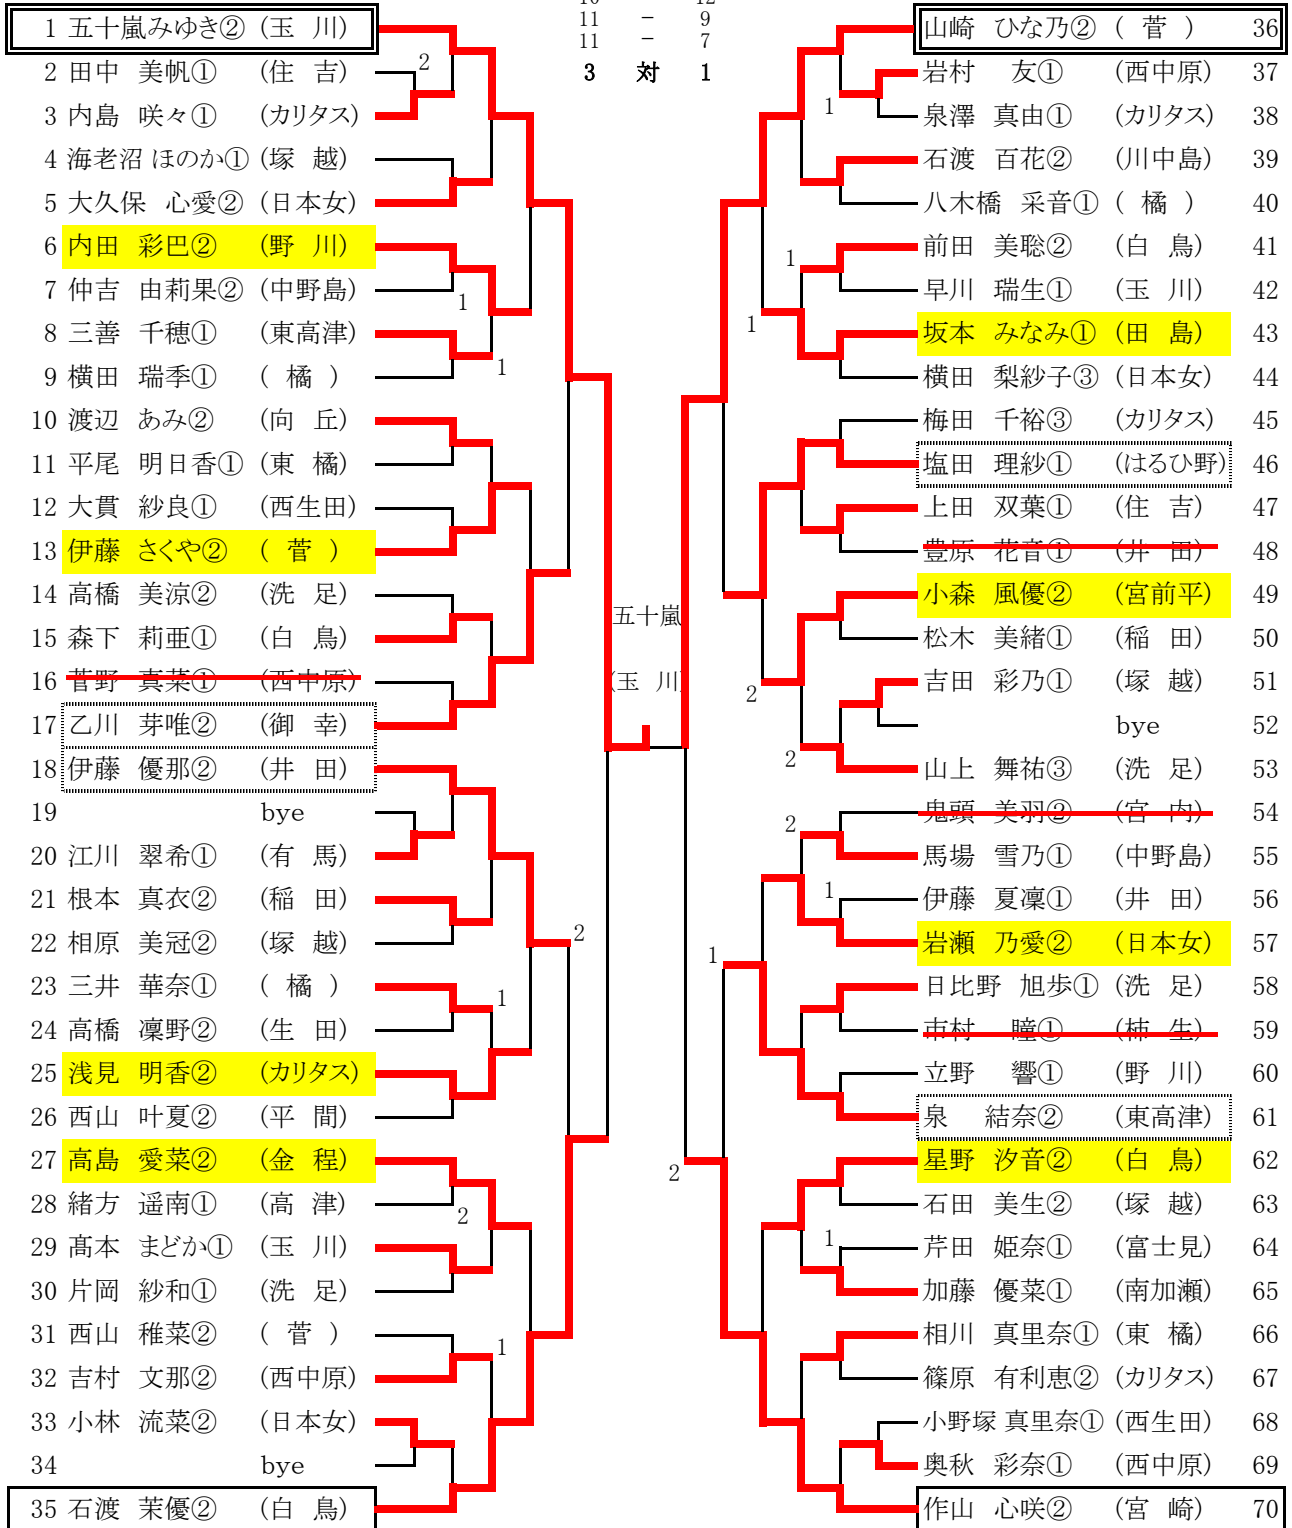 10 12
11 － 9
11 － 7
3 対 1
1 五十嵐みゆき② (玉 川)
2 田中 美帆① (住 吉)
2
3 内島 咲々① (カリタス)
4 海老沼 ほのか① (塚 越)
5 大久保 心愛② (日本女)
6 内田 彩巴② (野 川)
7 仲吉 由莉果② (中野島)
1
8 三善 千穂① (東高津)
1
9 横田 瑞季① ( 橘 )
10 渡辺 あみ② (向 丘)
11 平尾 明日香① (東 橘)
12 大貫 紗良① (西生田)
13 伊藤 さくや② ( 菅 )
14 高橋 美涼② (洗 足)
15 森下 莉亜① (白 鳥)
16 菅野 真菜① (西中原)
17 乙川 芽唯② (御 幸)
18 伊藤 優那② (井 田)
19 bye
20 江川 翠希① (有 馬)
21 根本 真衣② (稲 田)
22 相原 美冠② (塚 越)
2
23 三井 華奈① ( 橘 )
1
24 高橋 凜野② (生 田)
25 浅見 明香② (カリタス)
26 西山 叶夏② (平 間)
27 高島 愛菜② (金 程)
28 緒方 遥南① (高 津)
2
29 髙本 まどか① (玉 川)
30 片岡 紗和① (洗 足)
31 西山 稚菜② ( 菅 )
1
32 吉村 文那② (西中原)
33 小林 流菜② (日本女)
34 bye
35 石渡 茉優② (白 鳥)
五十嵐
(玉 川)
山崎 ひな乃② ( 菅 ) 36
岩村 友① (西中原) 37
1
泉澤 真由① (カリタス) 38
石渡 百花② (川中島) 39
八木橋 采音① ( 橘 ) 40
前田 美聡② (白 鳥) 41
1
早川 瑞生① (玉 川) 42
1
坂本 みなみ① (田 島) 43
横田 梨紗子③ (日本女) 44
梅田 千裕③ (カリタス) 45
塩田 理紗① (はるひ野) 46
上田 双葉① (住 吉) 47
豊原 花音① (井 田) 48
小森 風優② (宮前平) 49
松木 美緒① (稲 田) 50
吉田 彩乃① (塚 越) 51
2
bye 52
2
山上 舞祐③ (洗 足) 53
鬼頭 美羽② (宮 内) 54
2
馬場 雪乃① (中野島) 55
1
伊藤 夏凜① (井 田) 56
岩瀬 乃愛② (日本女) 57
1
日比野 旭歩① (洗 足) 58
市村 瞳① (柿 生) 59
立野 響① (野 川) 60
泉 結奈② (東高津) 61
星野 汐音② (白 鳥) 62
2
石田 美生② (塚 越) 63
1
芹田 姫奈① (富士見) 64
加藤 優菜① (南加瀬) 65
相川 真里奈① (東 橘) 66
篠原 有利恵② (カリタス) 67
小野塚 真里奈① (西生田) 68
奥秋 彩奈① (西中原) 69
作山 心咲② (宮 崎) 70